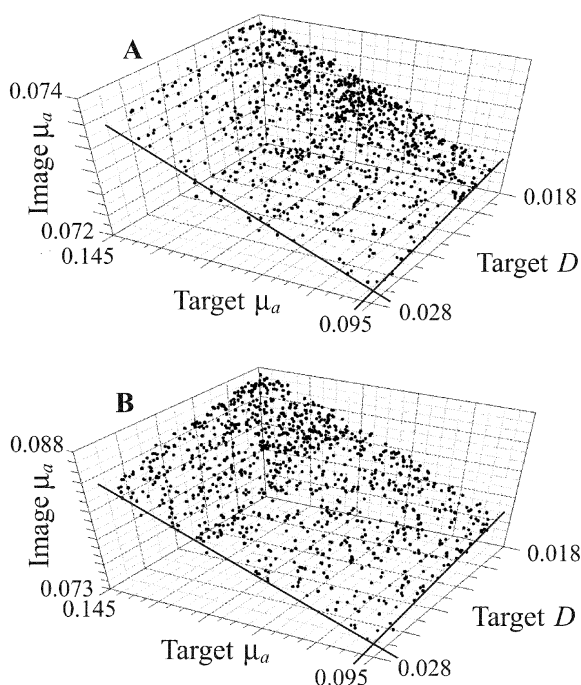 A
0.074
Image μa
0.072
0.145
Target μa
0.095
0.028
Target D
0.018
B
0.088
Image μa
0.073
0.145
Target μa
0.095
0.028
Target D
0.018